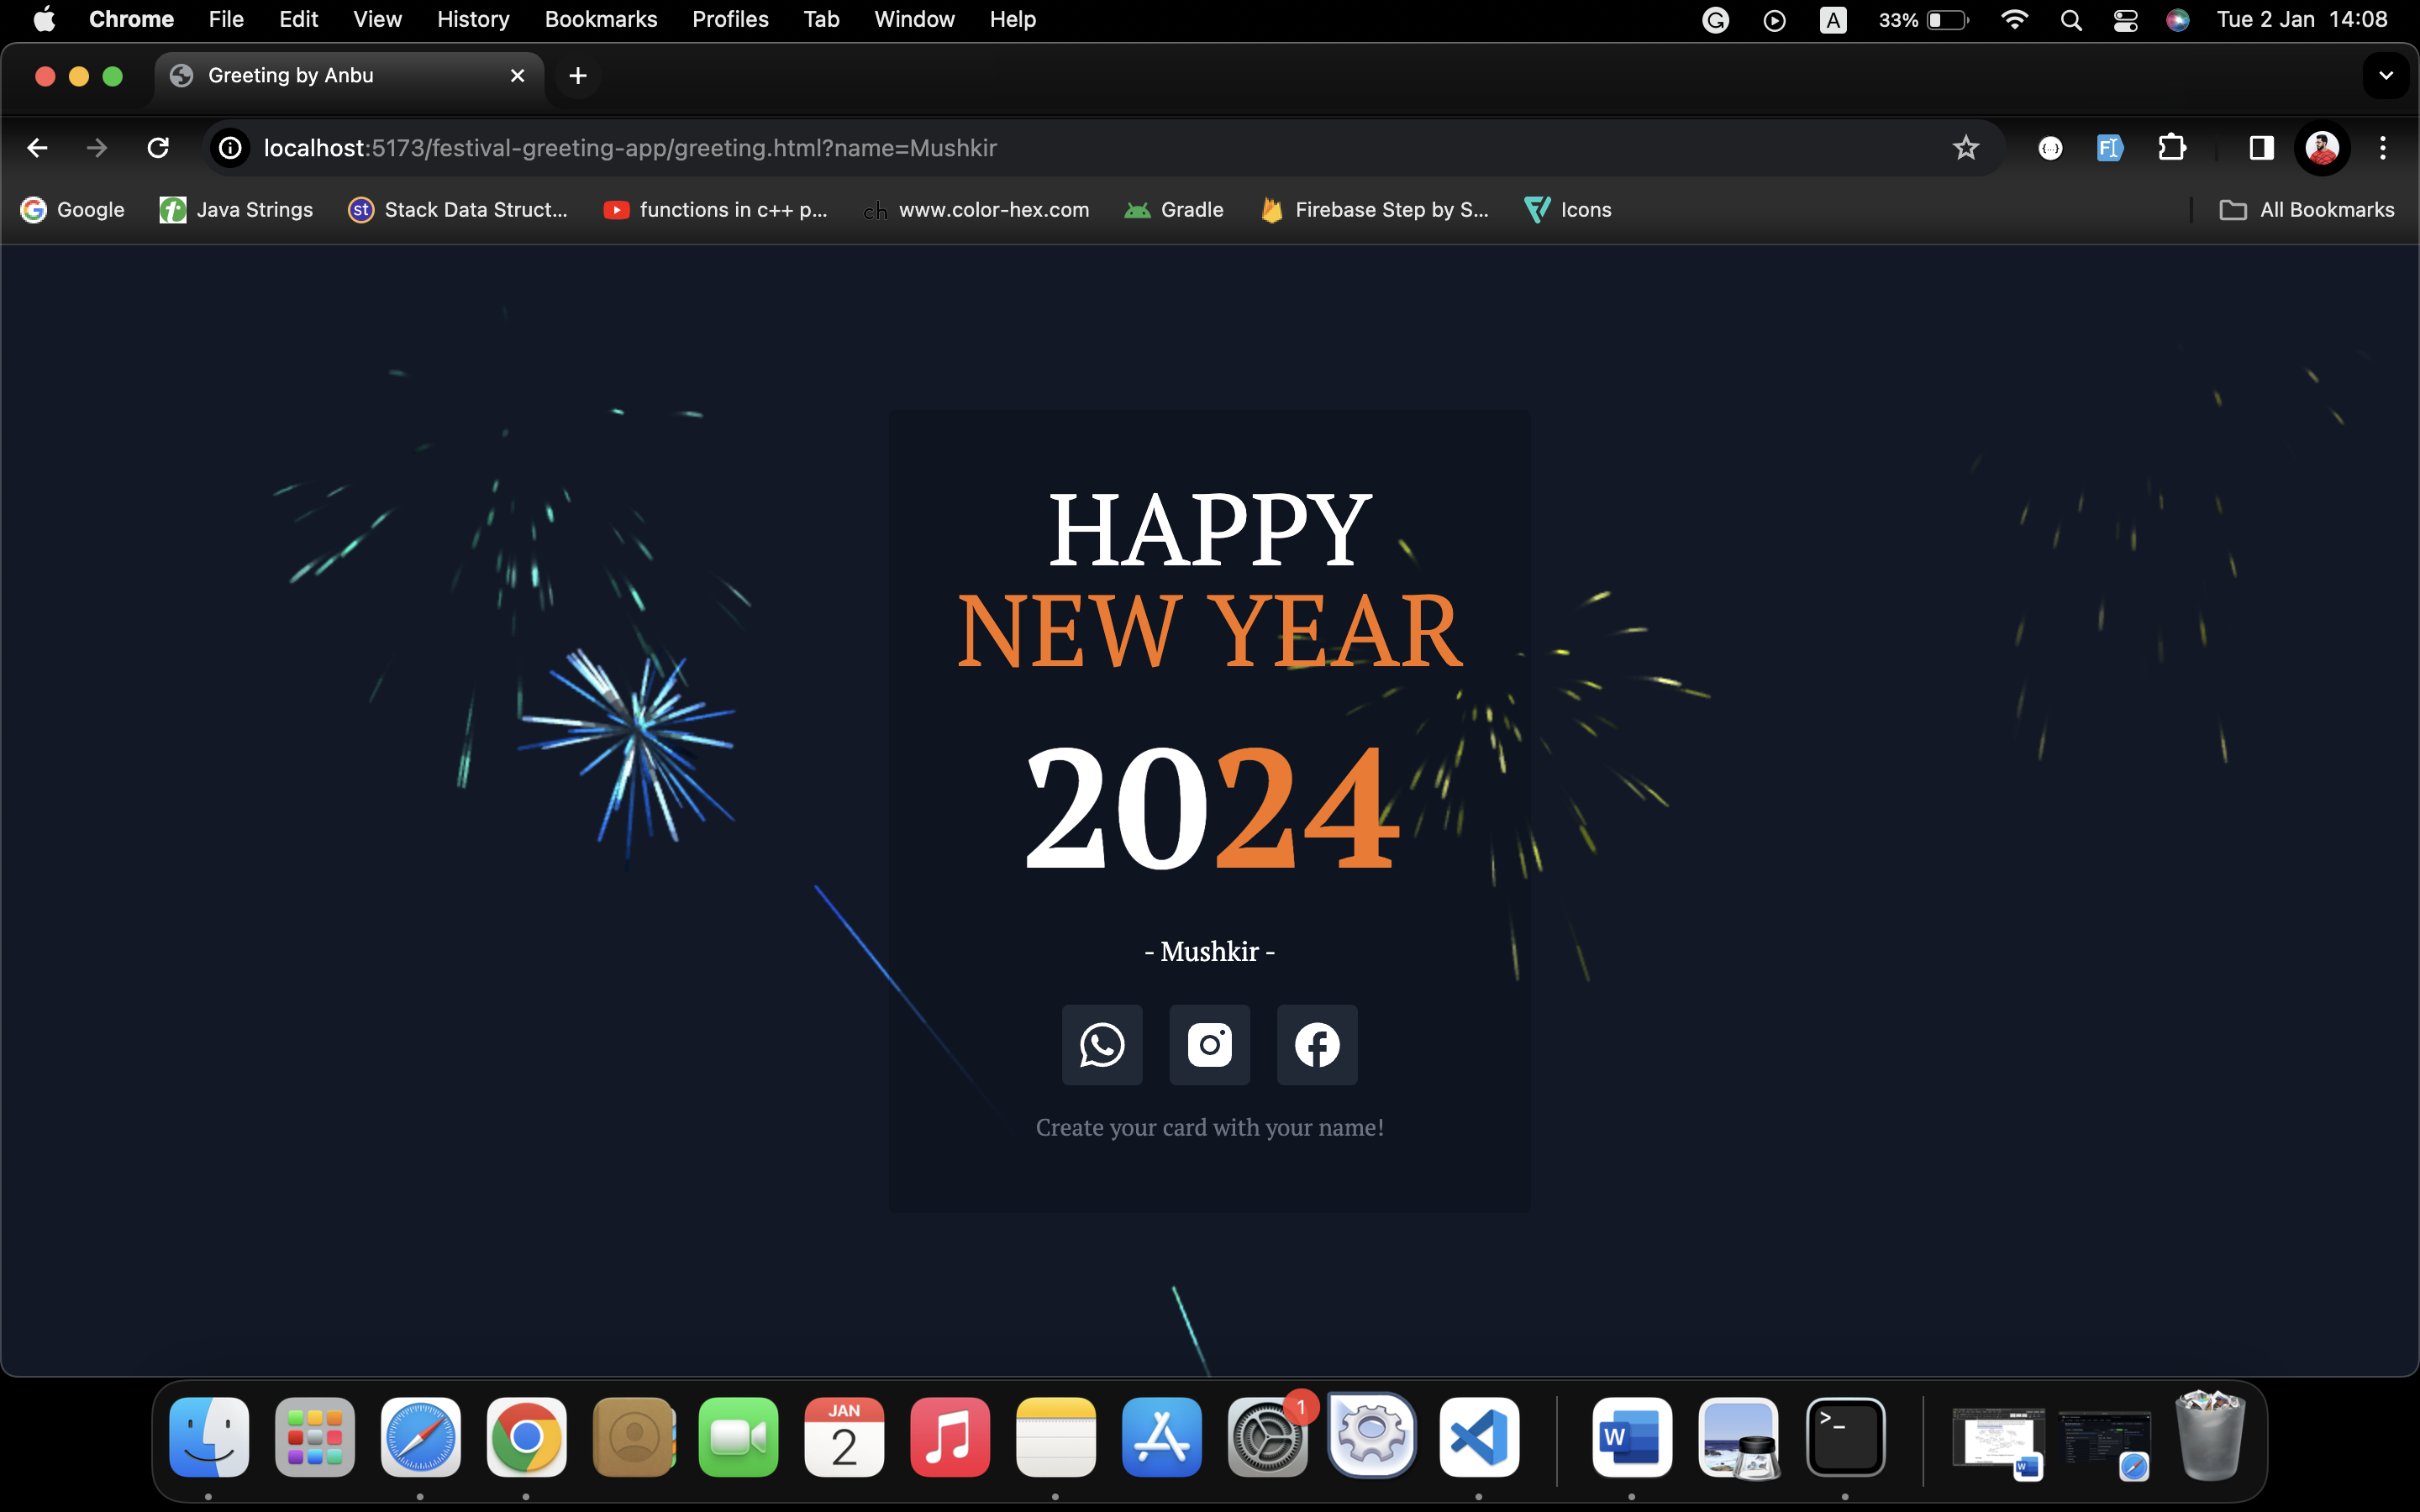 Chrome File Edit View History Bookmarks Profiles Tab Window Help A 33% Tue 2 Jan 14:08
Greeting by Anbu
localhost:5173/festival-greeting-app/greeting.html?name=Mushkir
Google Java Strings st Stack Data Struct... functions in c++ p... ch www.color-hex.com Gradle Firebase Step by S... Icons All Bookmarks
HAPPY
NEW YEAR
2024
- Mushkir -
Create your card with your name!
JAN
2
1
W
>_